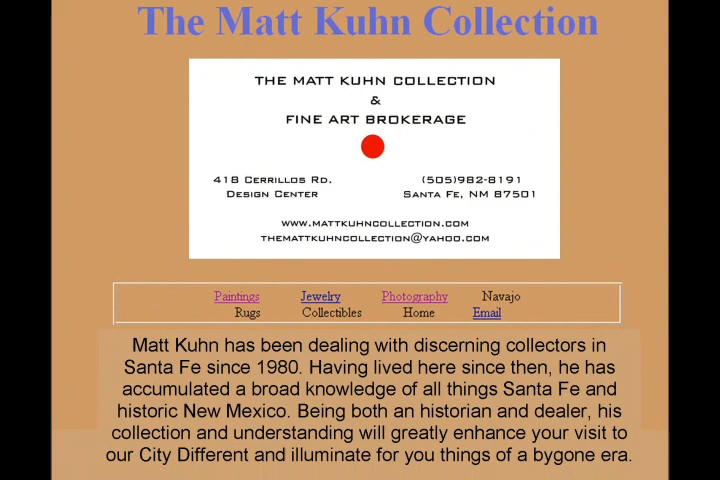 The Matt Kuhn Collection
THE MATT KUHN COLLECTION
&
FINE ART BROKERAGE
418 CERRILLOS RD. (505)982-8191
DESIGN CENTER SANTA FE, NM 87501
WWW.MATTKUHNCOLLECTION.COM
THEMATTKUHNCOLLECTION@YAHOO.COM
Paintings Jewelry Photography Navajo
Rugs Collectibles Home Email
Matt Kuhn has been dealing with discerning collectors in
Santa Fe since 1980. Having lived here since then, he has
accumulated a broad knowledge of all things Santa Fe and
historic New Mexico. Being both an historian and dealer, his
collection and understanding will greatly enhance your visit to
our City Different and illuminate for you things of a bygone era.